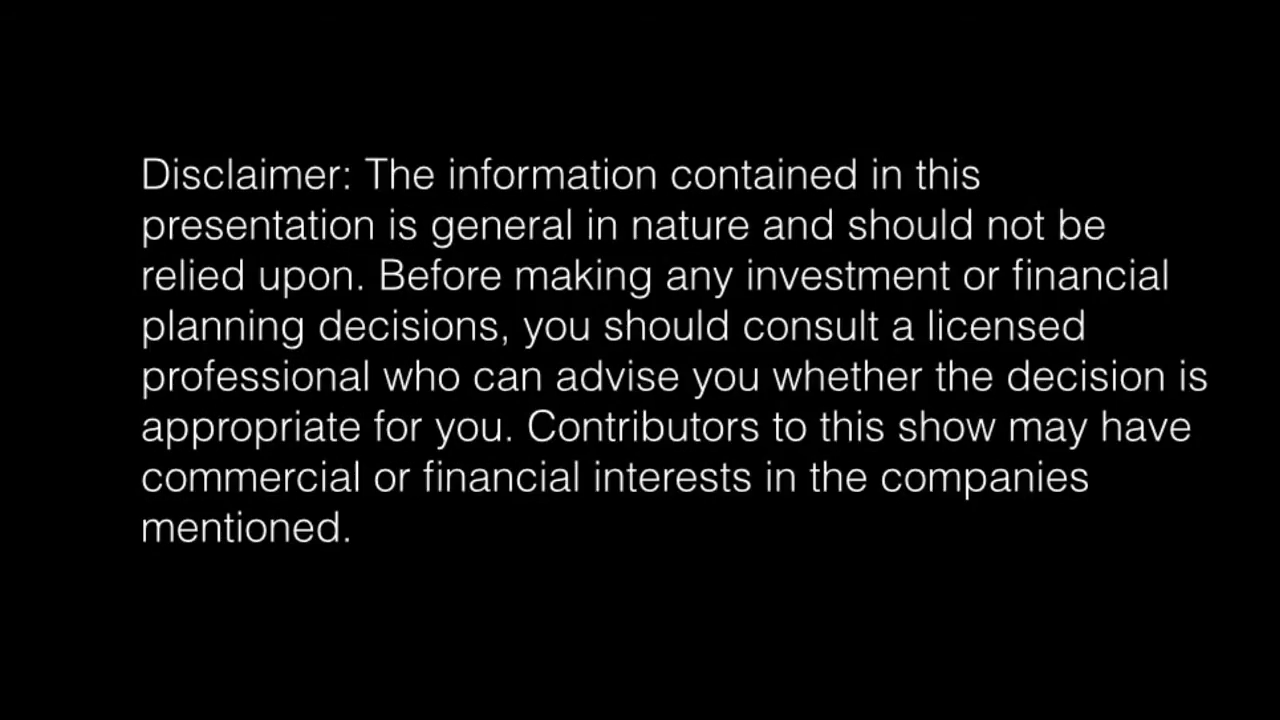 Disclaimer: The information contained in this
presentation is general in nature and should not be
relied upon. Before making any investment or financial
planning decisions, you should consult a licensed
professional who can advise you whether the decision is
appropriate for you. Contributors to this show may have
commercial or financial interests in the companies
mentioned.